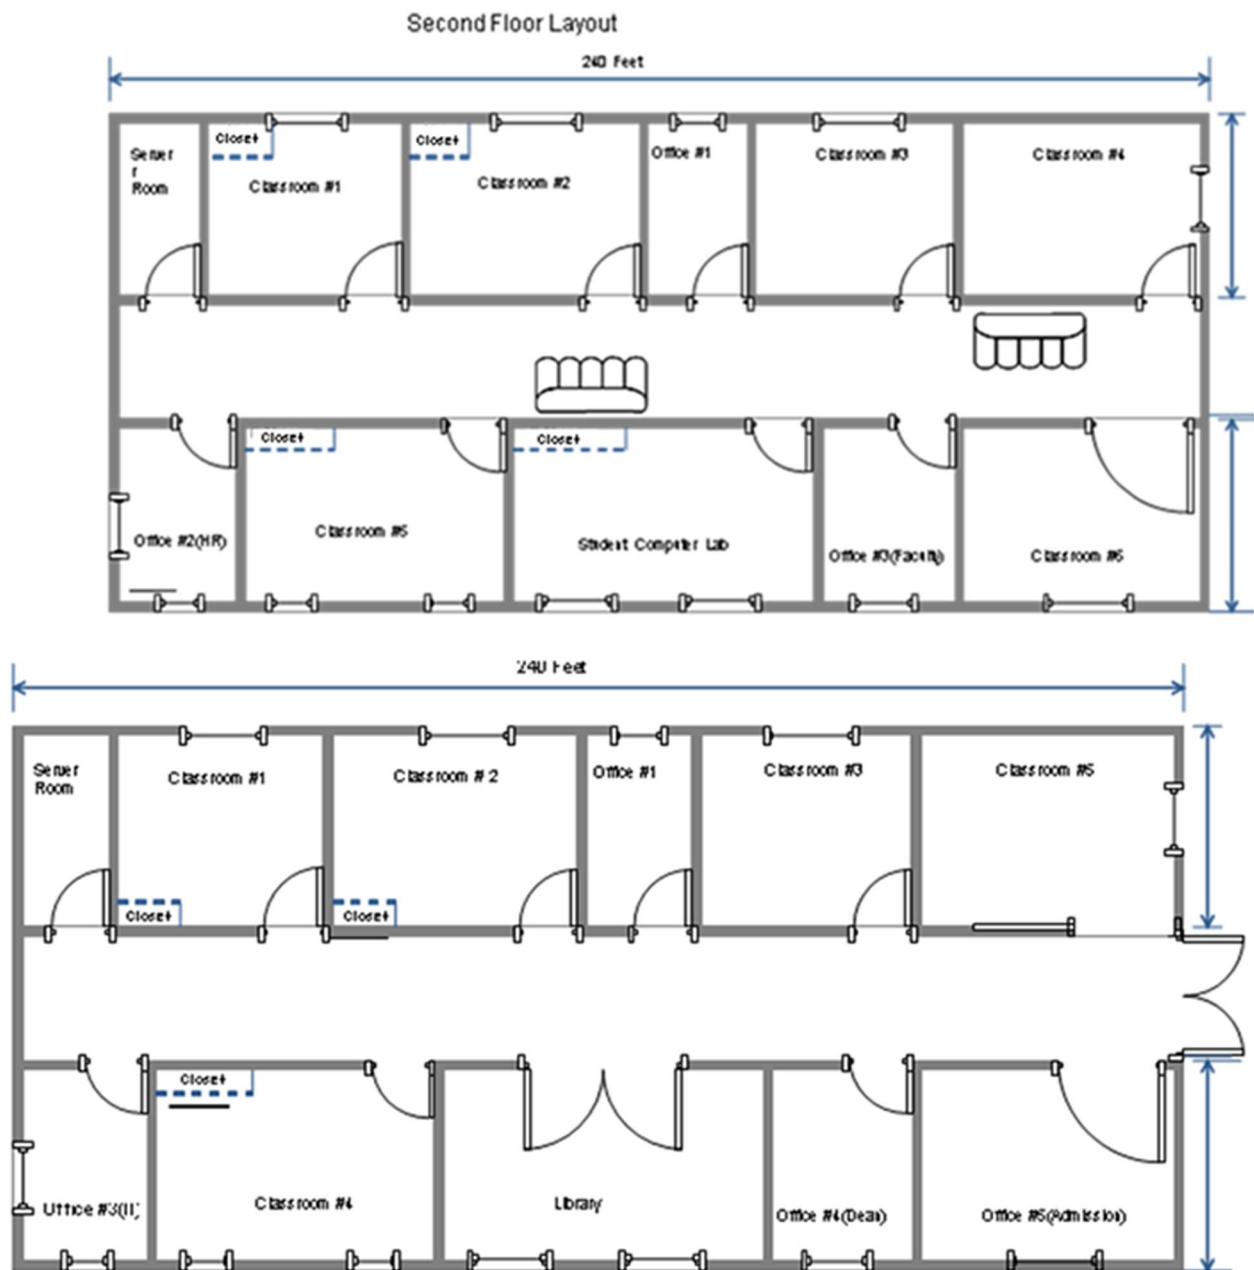 Second Floor Layout
240 Feet
Closet
Closet
Server
r
Room
Office #1
Classroom #3
Classroom #4
Classroom #1
Classroom #2
Closet
Closet
Office #2(HR)
Classroom #5
Student Computer Lab
Office #3(Faculty)
Classroom #6
240 Feet
Server
Room
Classroom #1
Classroom # 2
Office #1
Classroom #3
Classroom #5
Closet
Closet
Closet
Office #3(IT)
Classroom #4
Library
Office #4(Dean)
Office #5(Admission)